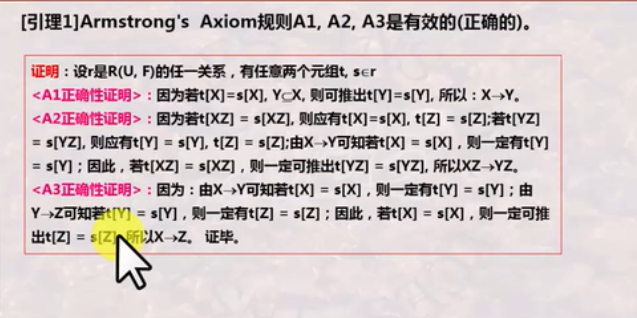 [引理1]Armstrong's Axiom规则A1, A2, A3是有效的(正确的)。
证明：设r是R(U, F)的任一关系，有任意两个元组t, s∈r
<A1正确性证明>：因为若t[X]=s[X], Y⊆X, 则可推出t[Y]=s[Y], 所以：X→Y。
<A2正确性证明>：因为若t[XZ] = s[XZ], 则应有t[X]=s[X], t[Z] = s[Z];若t[YZ]
= s[YZ], 则应有t[Y] = s[Y], t[Z] = s[Z];由X→Y可知若t[X] = s[X]，则一定有t[Y]
= s[Y]；因此，若t[XZ] = s[XZ]，则一定可推出t[YZ] = s[YZ], 所以XZ→YZ。
<A3正确性证明>：因为：由X→Y可知若t[X] = s[X]，则一定有t[Y] = s[Y]；由
Y→Z可知若t[Y] = s[Y]，则一定有t[Z] = s[Z]；因此，若t[X] = s[X]，则一定可推
出t[Z] = s[Z], 所以X→Z。 证毕。